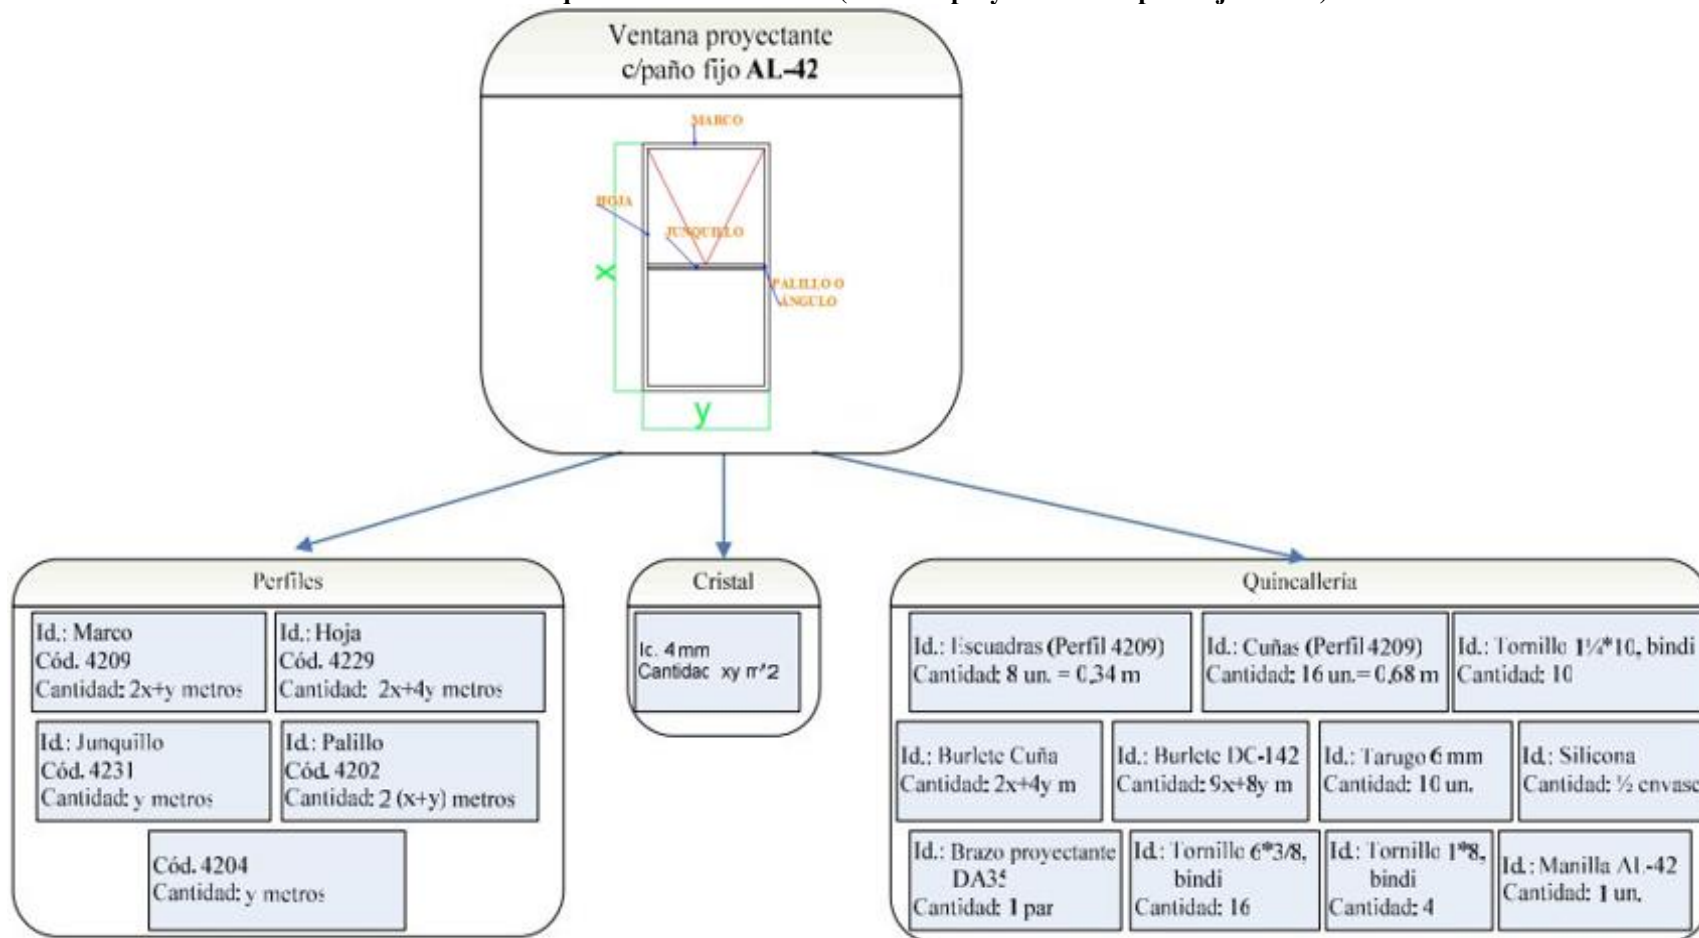 Ventana proyectante
c/paño fijo AL-42
MARCO
HOJA
JUNQUILLO
x
PALILLO O
ÁNGULO
y
Perfiles
Id.: Marco
Cód. 4209
Cantidad: 2x+y metros
Id.: Hoja
Cód. 4229
Cantidad: 2x+4y metros
Id.: Junquillo
Cód. 4231
Cantidad: y metros
Id.: Palillo
Cód. 4202
Cantidad: 2 (x+y) metros
Cód. 4204
Cantidad: y metros
Cristal
Ic. 4 mm
Cantidac xy m^2
Quincallería
Id.: Escuadras (Perfil 4209)
Cantidad: 8 un. = 0,34 m
Id.: Cuñas (Perfil 4209)
Cantidad: 16 un.= 0,68 m
Id.: Tornillo 1¼*10, bindi
Cantidad: 10
Id.: Burlete Cuña
Cantidad: 2x+4y m
Id.: Burlete DC-142
Cantidad: 9x+8y m
Id.: Tarugo 6 mm
Cantidad: 10 un.
Id.: Silicona
Cantidad: ½ envase
Id.: Brazo proyectante
DA35
Cantidad: 1 par
Id.: Tornillo 6*3/8,
bindi
Cantidad: 16
Id.: Tornillo 1*8,
bindi
Cantidad: 4
Id.: Manilla AL-42
Cantidad: 1 un.